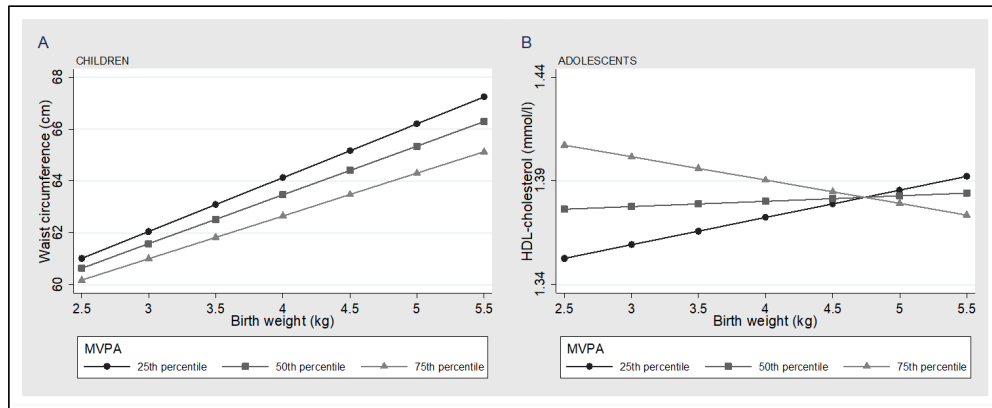 A
CHILDREN
Waist circumference (cm)
68
66
64
62
60
2.5 3 3.5 4 4.5 5 5.5
Birth weight (kg)
MVPA
25th percentile 50th percentile 75th percentile
B
ADOLESCENTS
HDL-cholesterol (mmol/l)
1.44
1.39
1.34
2.5 3 3.5 4 4.5 5 5.5
Birth weight (kg)
MVPA
25th percentile 50th percentile 75th percentile